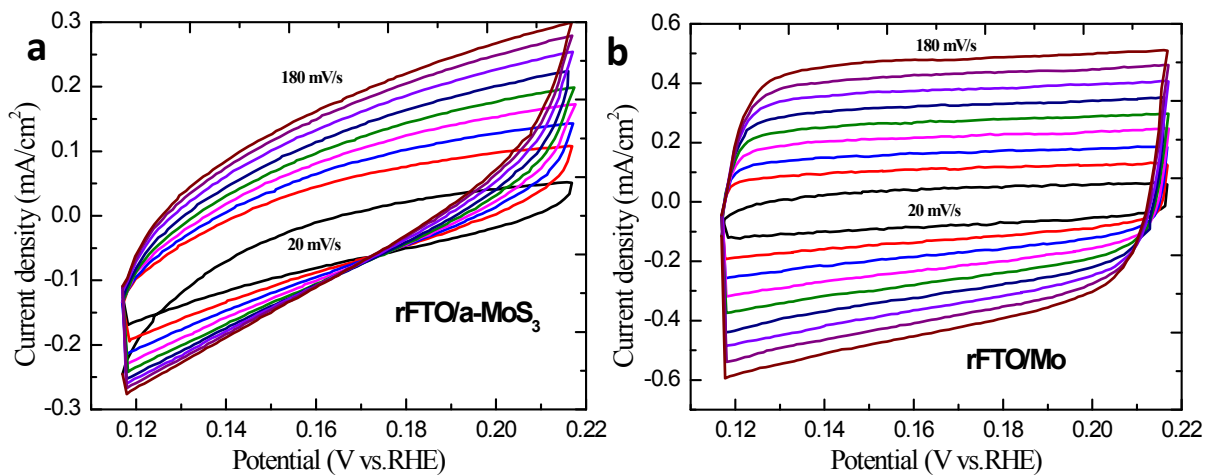 a
0.3
0.2
0.1
0.0
-0.1
-0.2
-0.3
Current density (mA/cm²)
180 mV/s
20 mV/s
rFTO/a-MoS₃
0.12 0.14 0.16 0.18 0.20 0.22
Potential (V vs.RHE)
b
0.6
0.4
0.2
0.0
-0.2
-0.4
-0.6
Current density (mA/cm²)
180 mV/s
20 mV/s
rFTO/Mo
0.12 0.14 0.16 0.18 0.20 0.22
Potential (V vs.RHE)